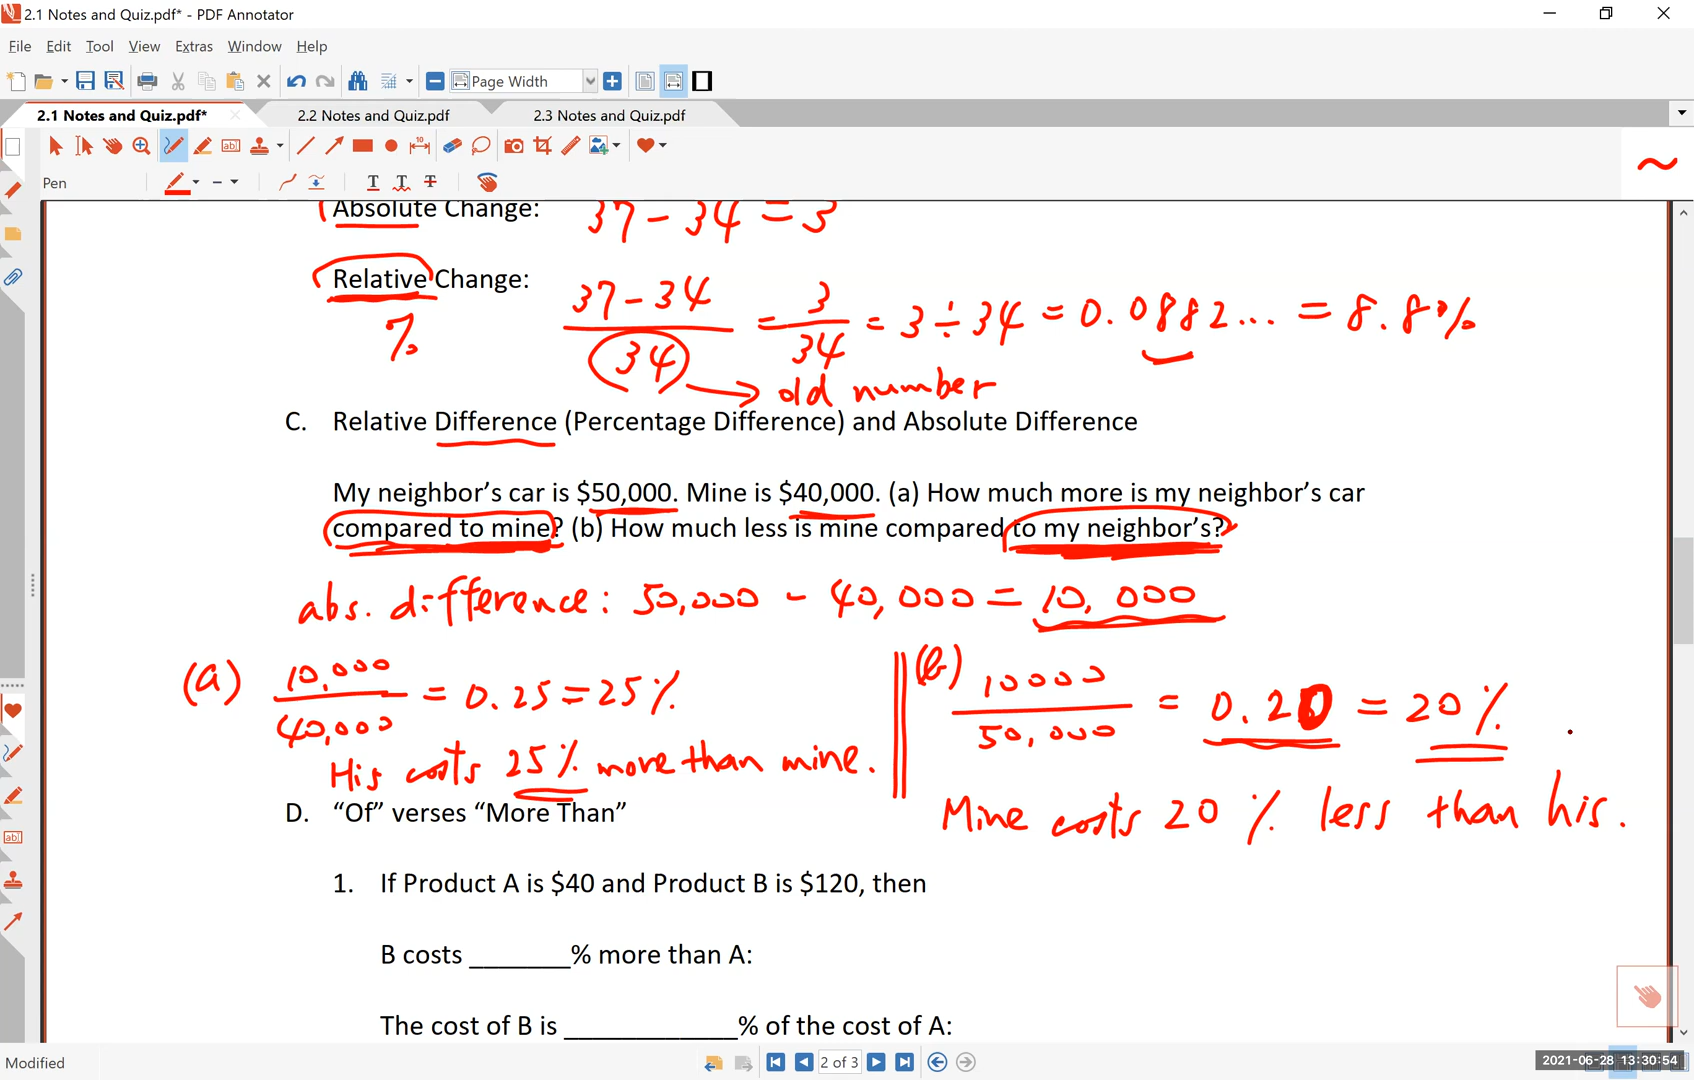 2.1 Notes and Quiz.pdf* - PDF Annotator
File Edit Tool View Extras Window Help
Page Width
2.1 Notes and Quiz.pdf* 2.2 Notes and Quiz.pdf 2.3 Notes and Quiz.pdf
Pen
Absolute Change: 37 - 34 = 3
Relative Change:
%
37 - 34 / 34 = 3 / 34 = 3 ÷ 34 = 0.0882... = 8.8%
old number
C. Relative Difference (Percentage Difference) and Absolute Difference
My neighbor's car is $50,000. Mine is $40,000. (a) How much more is my neighbor's car
compared to mine? (b) How much less is mine compared to my neighbor's?
abs. difference: 50,000 - 40,000 = 10,000
(a) 10,000 / 40,000 = 0.25 = 25%
His costs 25% more than mine.
(b) 10000 / 50,000 = 0.20 = 20%
Mine costs 20% less than his.
D. “Of” verses “More Than”
1. If Product A is $40 and Product B is $120, then
B costs _______% more than A:
The cost of B is ____________% of the cost of A:
Modified
2 of 3
2021-06-28 13:30:54